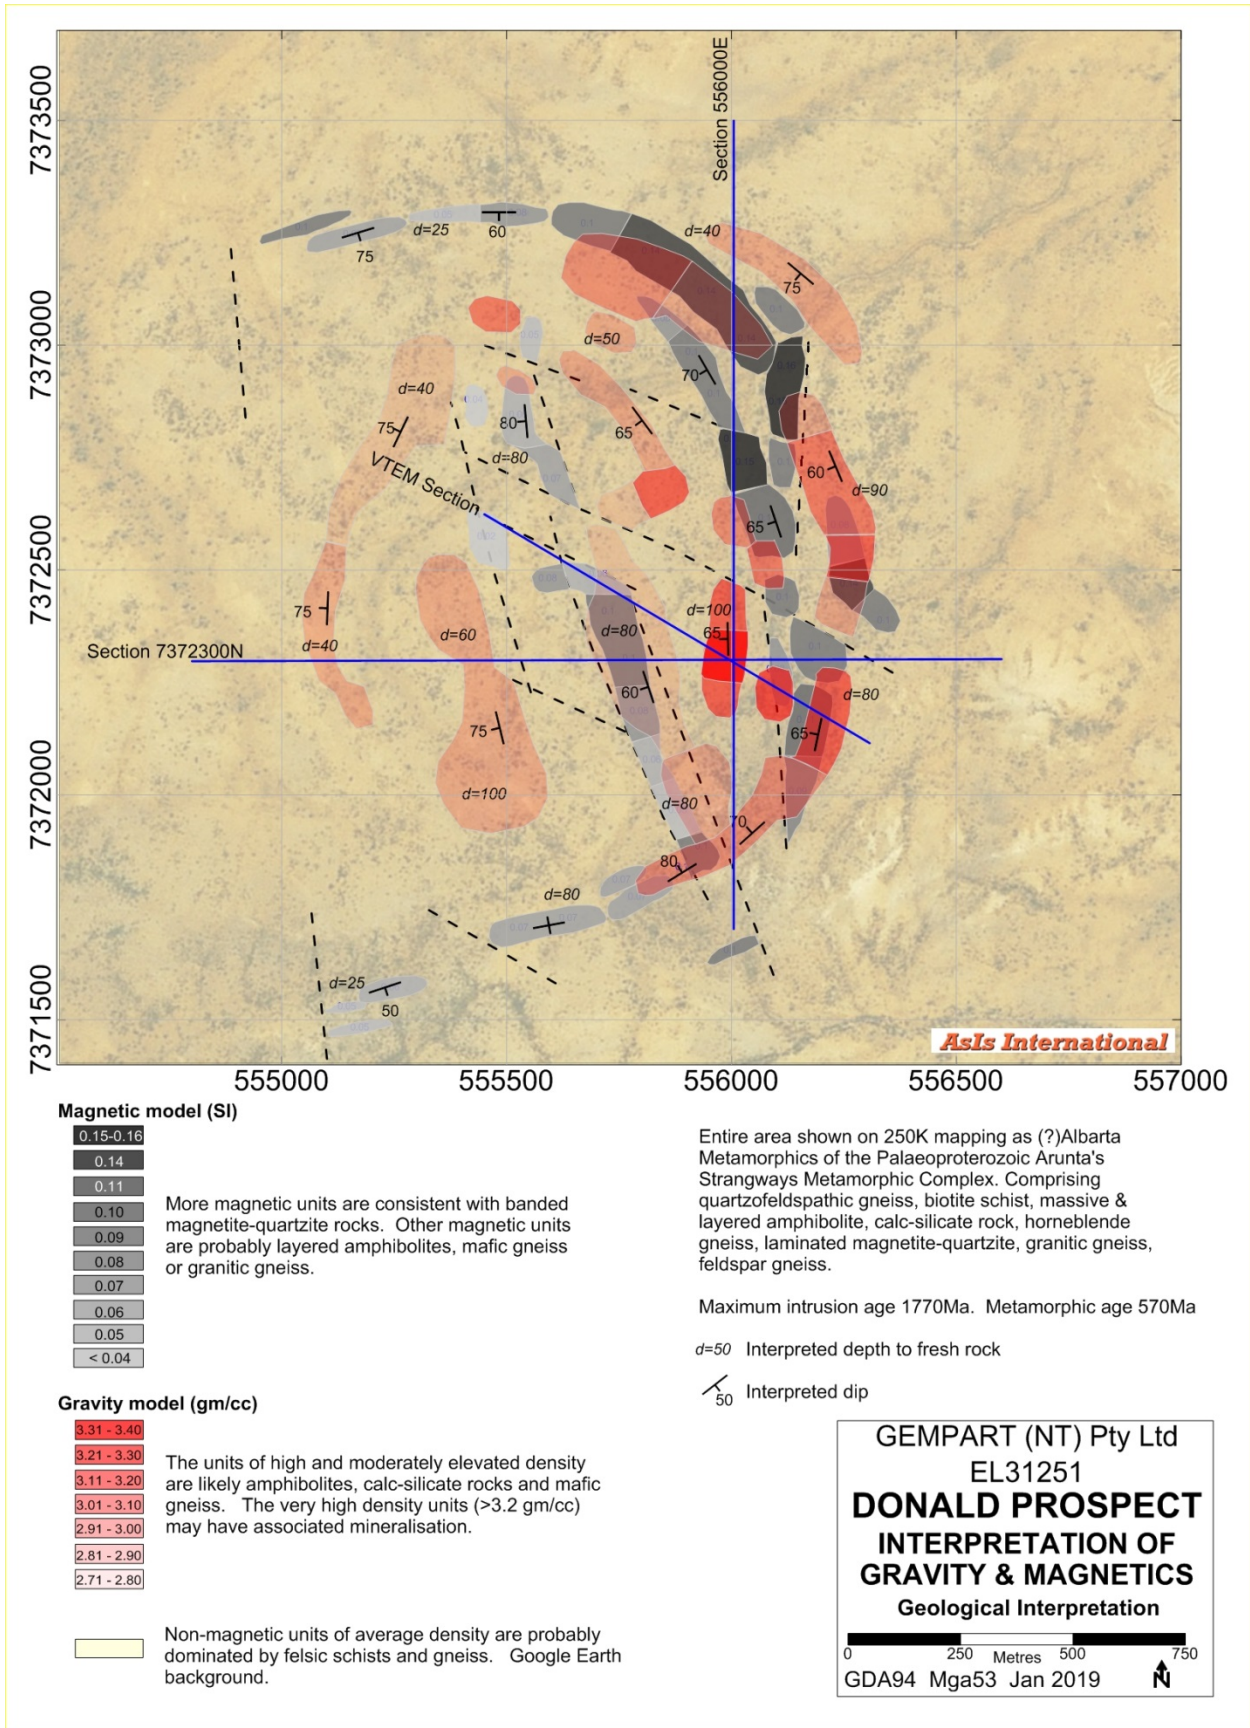 7373500
7373000
7372500
7372000
7371500
Section 556000E
d=40
75
d=25
60
75
d=50
70
d=40
75
80
65
d=80
60
d=90
VTEM Section
65
75
d=40
d=60
d=80
d=100
65
Section 7372300N
60
d=80
75
65
d=100
d=80
70
80
d=80
d=25
50
AsIs International
555000
555500
556000
556500
557000
Magnetic model (SI)
0.15-0.16
0.14
0.11
0.10
0.09
0.08
0.07
0.06
0.05
< 0.04
More magnetic units are consistent with banded
magnetite-quartzite rocks. Other magnetic units
are probably layered amphibolites, mafic gneiss
or granitic gneiss.
Gravity model (gm/cc)
3.31 - 3.40
3.21 - 3.30
3.11 - 3.20
3.01 - 3.10
2.91 - 3.00
2.81 - 2.90
2.71 - 2.80
The units of high and moderately elevated density
are likely amphibolites, calc-silicate rocks and mafic
gneiss. The very high density units (>3.2 gm/cc)
may have associated mineralisation.
Non-magnetic units of average density are probably
dominated by felsic schists and gneiss. Google Earth
background.
Entire area shown on 250K mapping as (?)Albarta
Metamorphics of the Palaeoproterozoic Arunta's
Strangways Metamorphic Complex. Comprising
quartzofeldspathic gneiss, biotite schist, massive &
layered amphibolite, calc-silicate rock, horneblende
gneiss, laminated magnetite-quartzite, granitic gneiss,
feldspar gneiss.
Maximum intrusion age 1770Ma. Metamorphic age 570Ma
d=50 Interpreted depth to fresh rock
50 Interpreted dip
GEMPART (NT) Pty Ltd
EL31251
DONALD PROSPECT
INTERPRETATION OF
GRAVITY & MAGNETICS
Geological Interpretation
0 250 500 750
Metres
GDA94 Mga53 Jan 2019
N